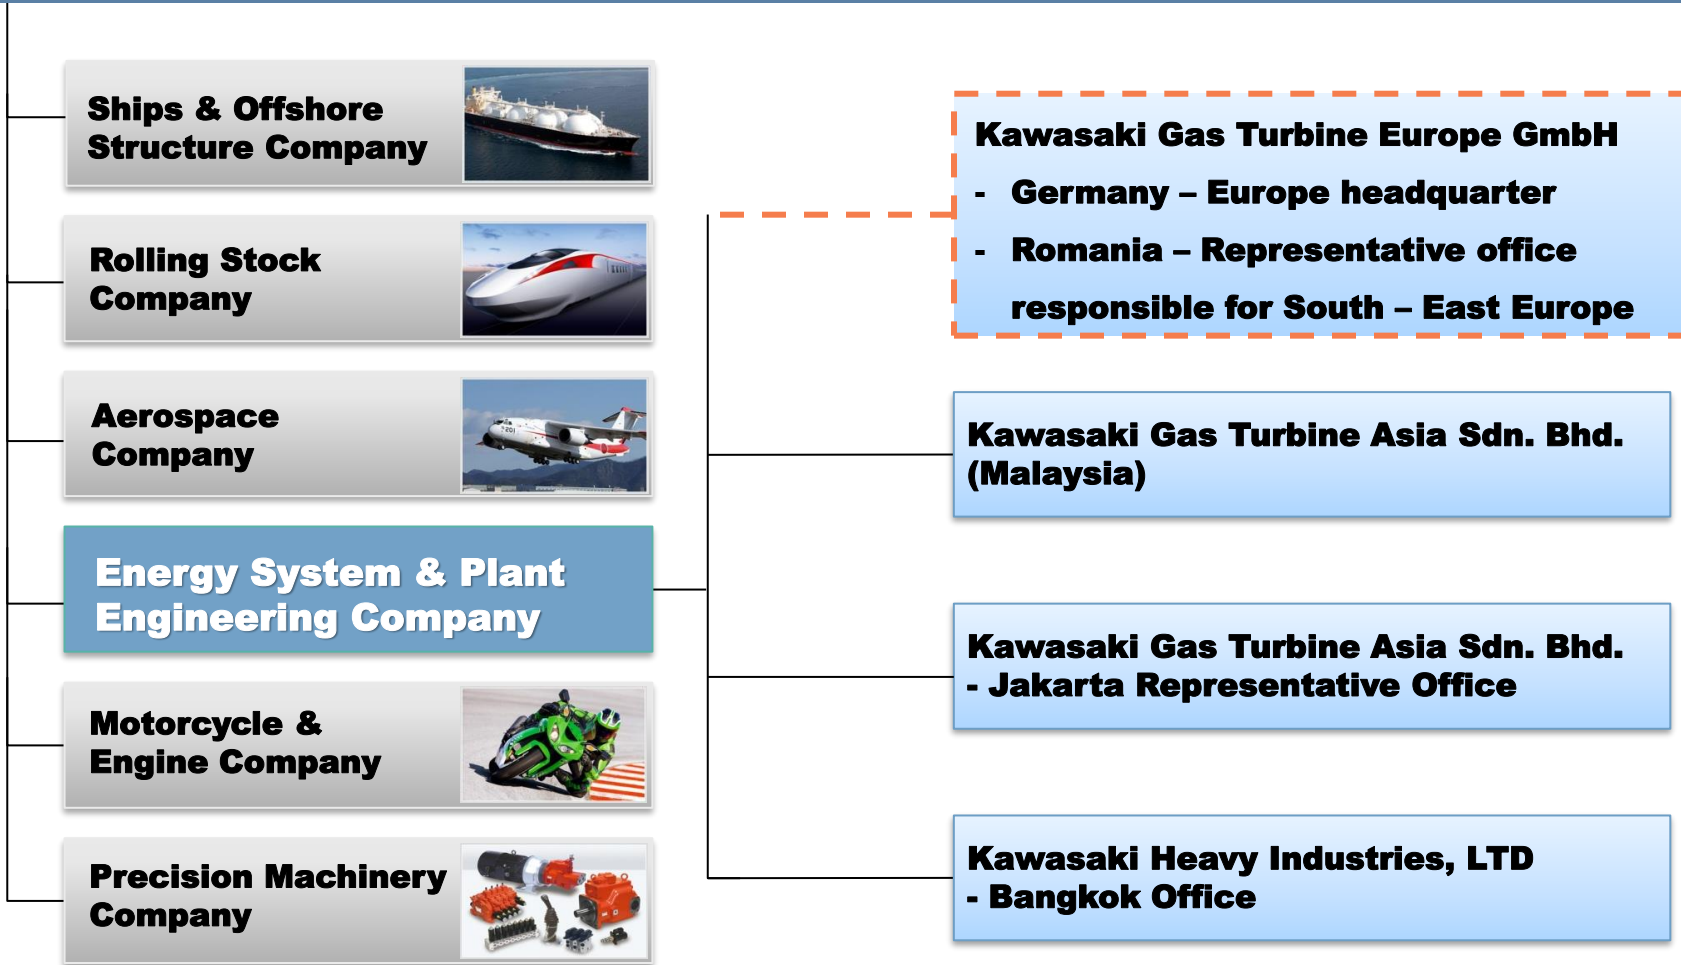 Ships & Offshore
Structure Company
Rolling Stock
Company
Aerospace
Company
201
Energy System & Plant
Engineering Company
Motorcycle &
Engine Company
Precision Machinery
Company
Kawasaki Gas Turbine Europe GmbH
- Germany – Europe headquarter
- Romania – Representative office
responsible for South – East Europe
Kawasaki Gas Turbine Asia Sdn. Bhd.
(Malaysia)
Kawasaki Gas Turbine Asia Sdn. Bhd.
- Jakarta Representative Office
Kawasaki Heavy Industries, LTD
- Bangkok Office